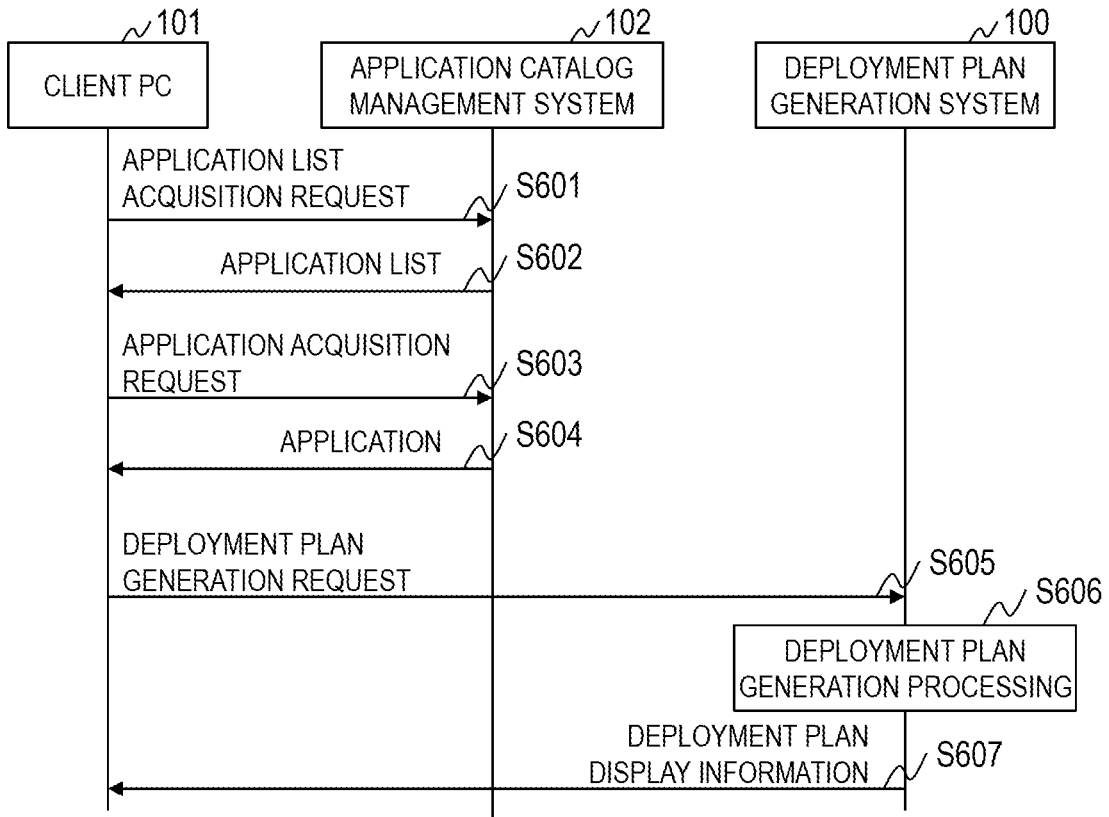 101
102
100
CLIENT PC
APPLICATION CATALOG
MANAGEMENT SYSTEM
DEPLOYMENT PLAN
GENERATION SYSTEM
APPLICATION LIST
ACQUISITION REQUEST
S601
APPLICATION LIST
S602
APPLICATION ACQUISITION
REQUEST
S603
APPLICATION
S604
DEPLOYMENT PLAN
GENERATION REQUEST
S605
S606
DEPLOYMENT PLAN
GENERATION PROCESSING
DEPLOYMENT PLAN
DISPLAY INFORMATION
S607